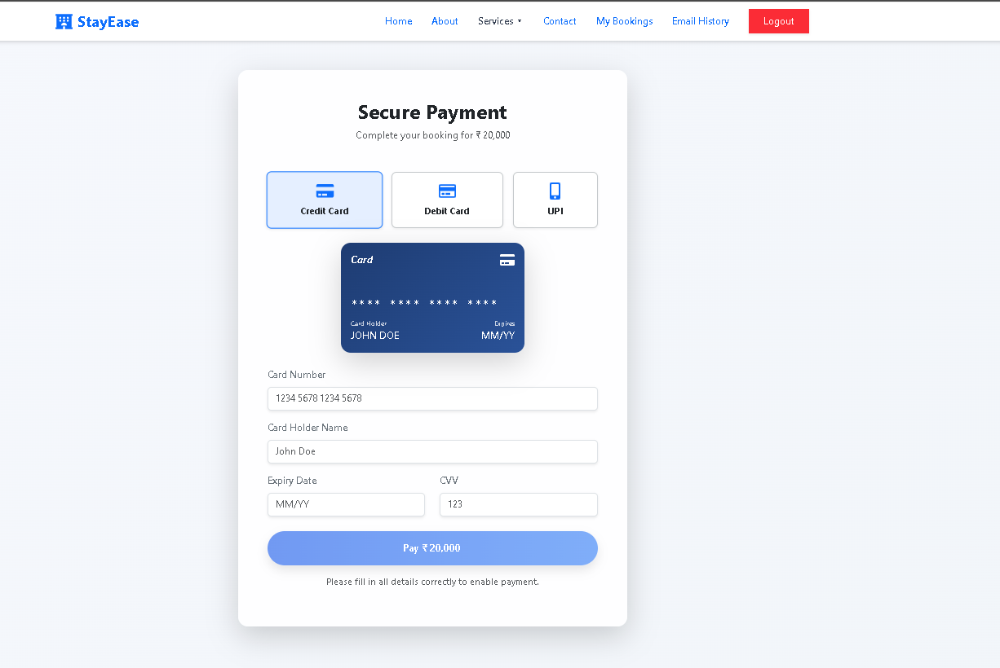 StayEase Home About Services ▾ Contact My Bookings Email History Logout
Secure Payment
Complete your booking for ₹ 20,000
Credit Card Debit Card UPI
Card
**** **** **** ****
Card Holder Expires
JOHN DOE MM/YY
Card Number
1234 5678 1234 5678
Card Holder Name
John Doe
Expiry Date CVV
MM/YY 123
Pay ₹ 20,000
Please fill in all details correctly to enable payment.